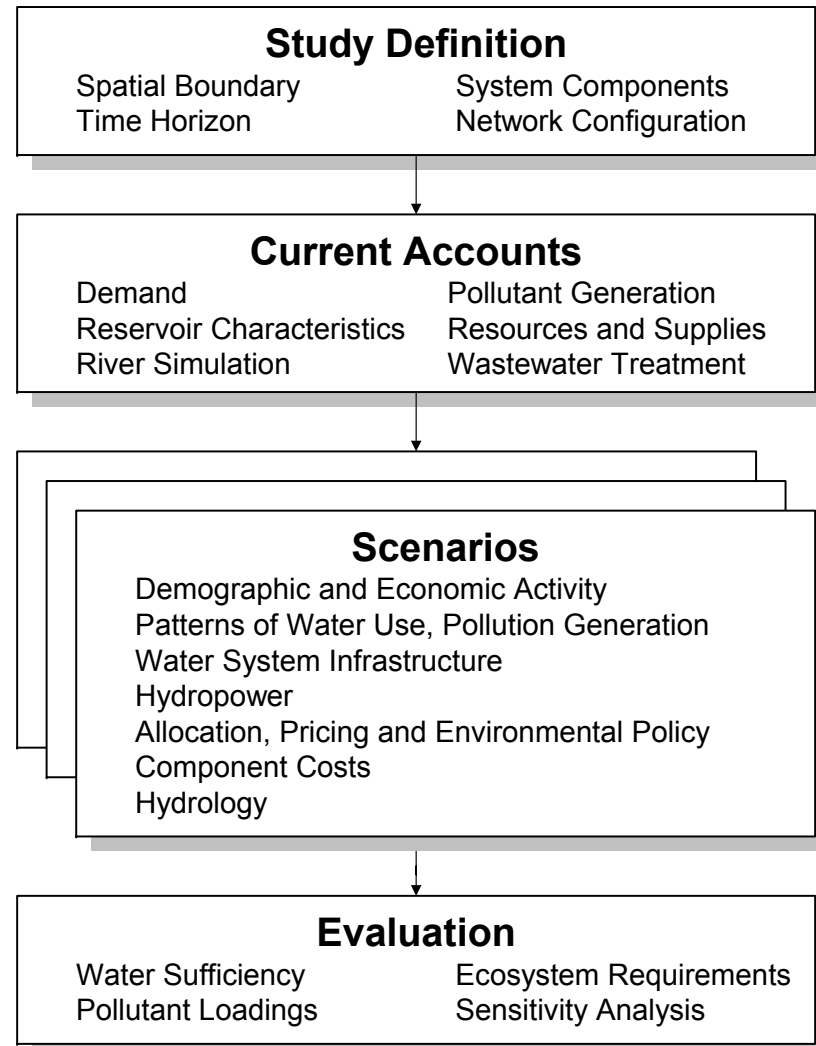 Study Definition
Spatial Boundary System Components
Time Horizon Network Configuration
Current Accounts
Demand Pollutant Generation
Reservoir Characteristics Resources and Supplies
River Simulation Wastewater Treatment
Scenarios
Demographic and Economic Activity
Patterns of Water Use, Pollution Generation
Water System Infrastructure
Hydropower
Allocation, Pricing and Environmental Policy
Component Costs
Hydrology
Evaluation
Water Sufficiency Ecosystem Requirements
Pollutant Loadings Sensitivity Analysis